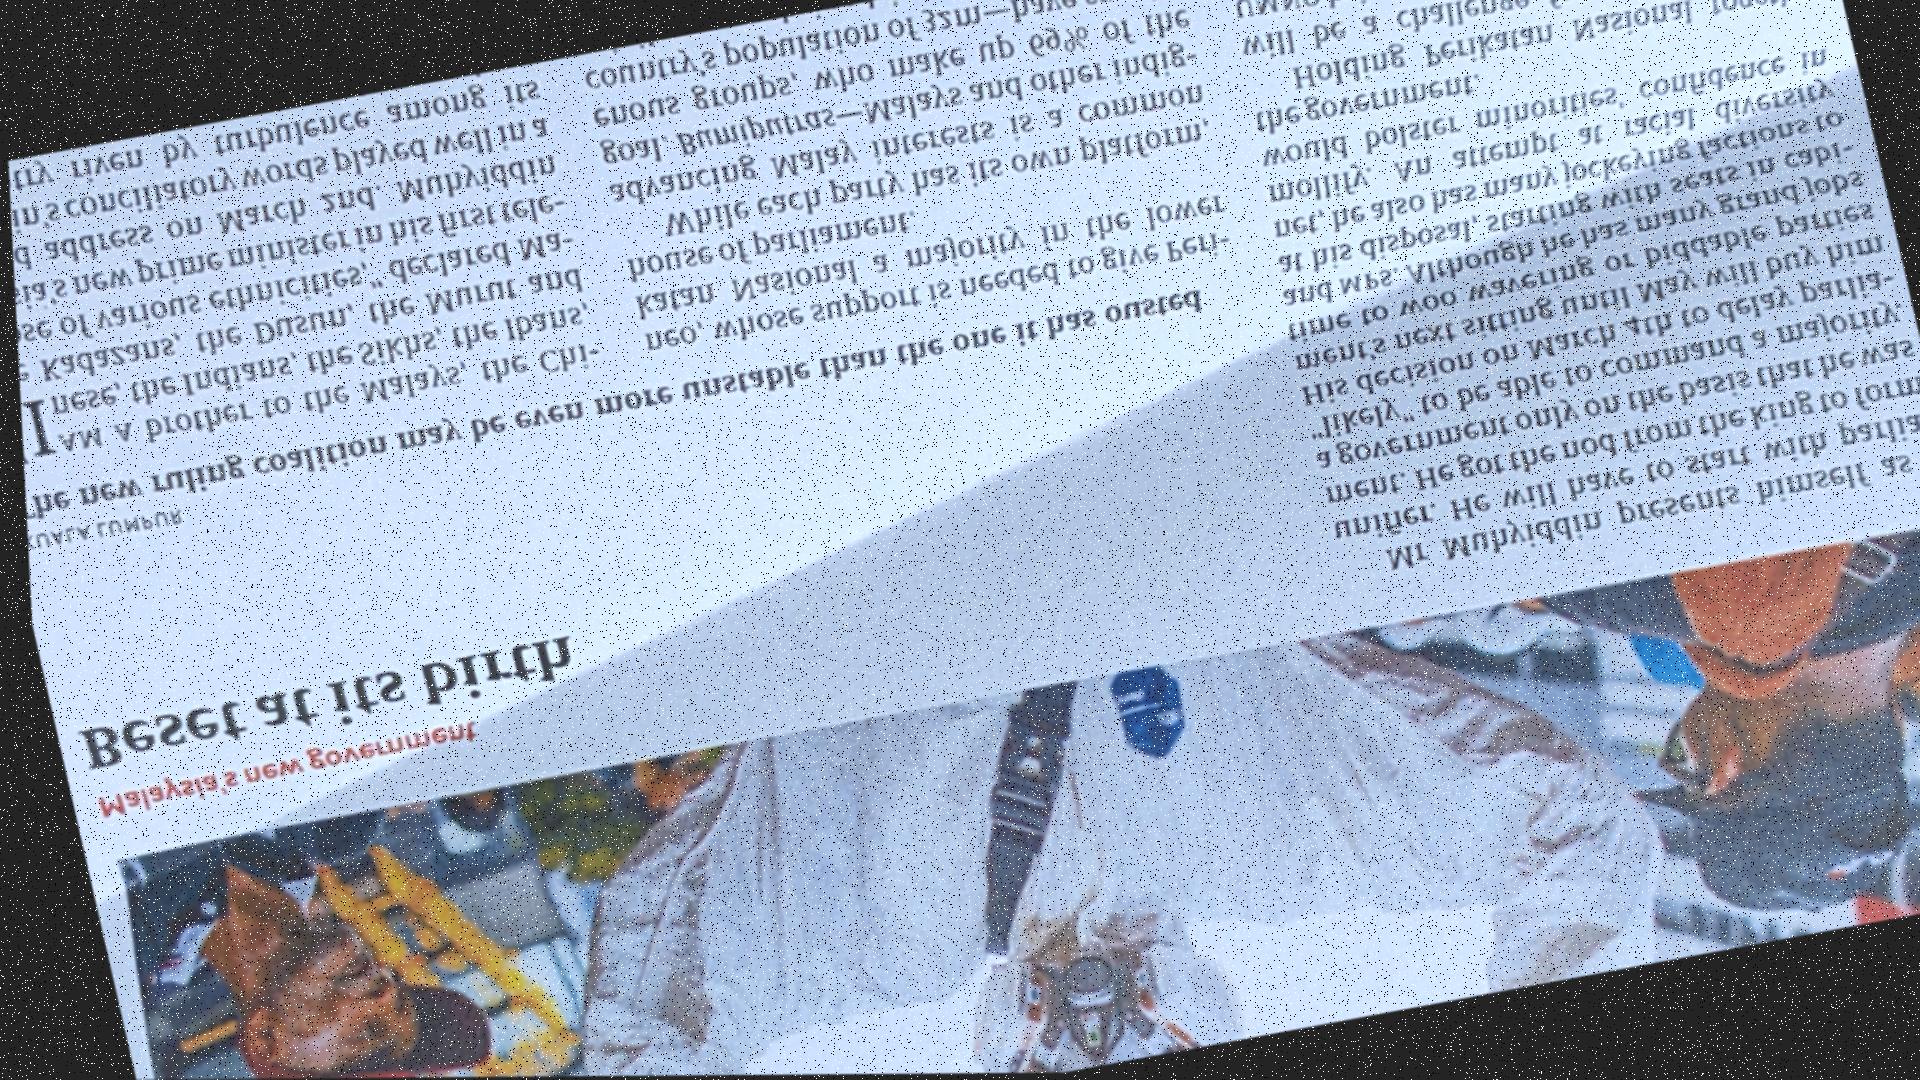 Malaysia's new government
Beset at its birth
KUALA LUMPUR
The new ruling coalition may be even more unstable than the one it has ousted
I AM A brother to the Malays, the Chi-
nese, the Indians, the Sikhs, the Ibans,
Kadazans, the Dusun, the Murut and
se of various ethnicities," declared Ma-
ia's new prime minister in his first tele-
d address on March 2nd. Muhyiddin
in's conciliatory words played well in a
try riven by turbulence among its
neo, whose support is needed to give Peri-
katan Nasional a majority in the lower
house of parliament.
While each party has its own platform,
advancing Malay interests is a common
goal. Bumiputras—Malays and other indig-
enous groups, who make up 69% of the
country's population of 32m—have
Mr Muhyiddin presents himself as
unifier. He will have to start with parlia
ment. He got the nod from the king to form
a government only on the basis that he was
"likely" to be able to command a majority.
His decision on March 4th to delay parlia-
ment's next sitting until May will buy him
time to woo wavering or biddable parties
and MPs. Although he has many grand jobs
at his disposal, starting with seats in cabi-
net, he also has many jockeying factions to
mollify. An attempt at racial diversity
would bolster minorities' confidence in
the government.
Holding Perikatan Nasional
will be a challenge
UMNO